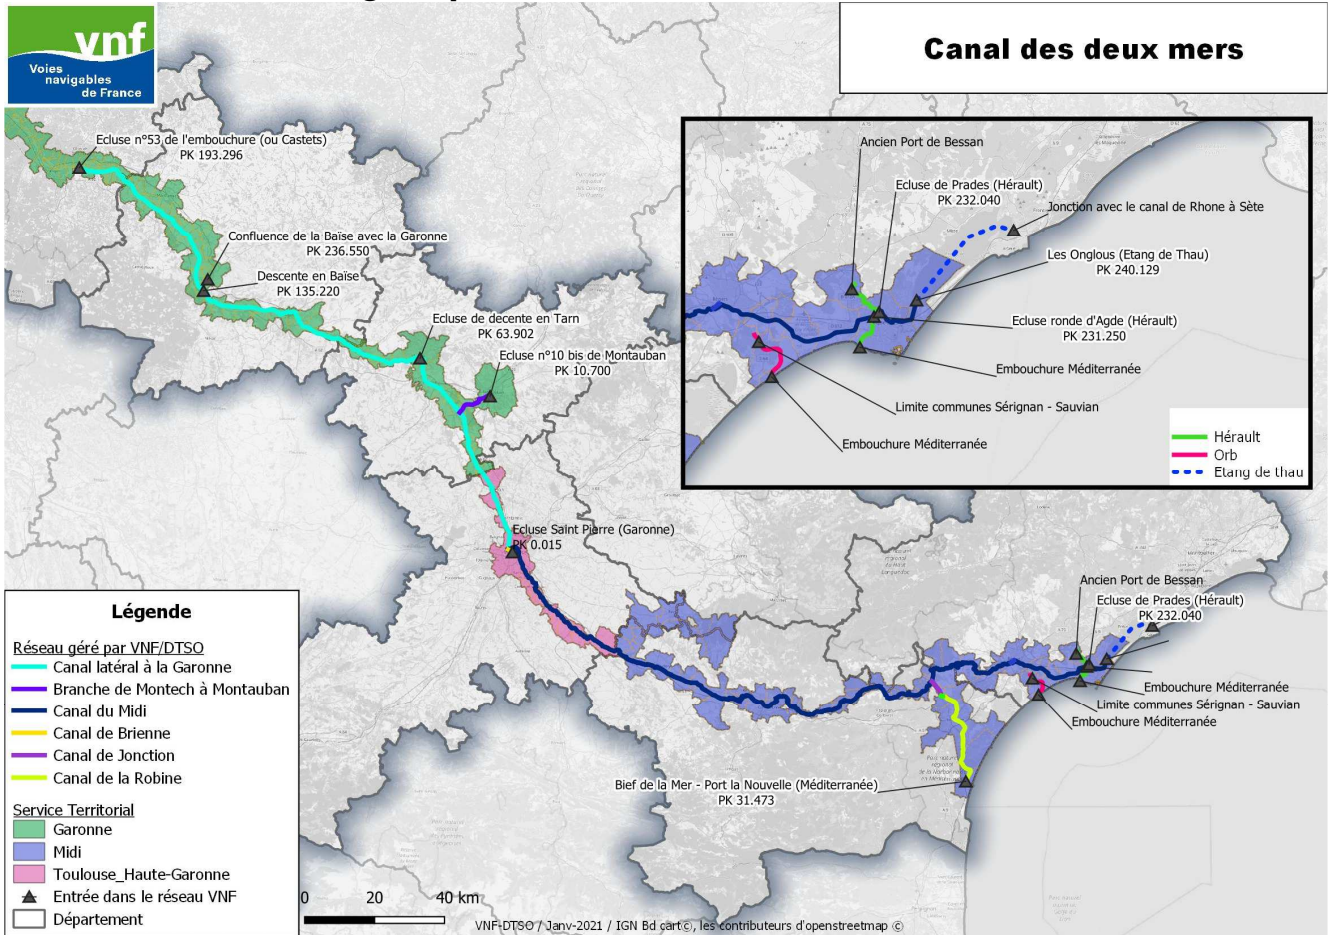 vnf
Voies
navigables
de France
Canal des deux mers
Ecluse n°53 de l'embouchure (ou Castets)
PK 193.296
Confluence de la Baïse avec la Garonne
PK 236.550
Descente en Baïse
PK 135.220
Ecluse de decente en Tarn
PK 63.902
Ecluse n°10 bis de Montauban
PK 10.700
Ecluse Saint Pierre (Garonne)
PK 0.015
Ancien Port de Bessan
Ecluse de Prades (Hérault)
PK 232.040
Jonction avec le canal de Rhone à Sète
Les Onglous (Etang de Thau)
PK 240.129
Ecluse ronde d'Agde (Hérault)
PK 231.250
Embouchure Méditerranée
Limite communes Sérignan - Sauvian
Embouchure Méditerranée
Hérault
Orb
Etang de thau
Ancien Port de Bessan
Ecluse de Prades (Hérault)
PK 232.040
Embouchure Méditerranée
Limite communes Sérignan - Sauvian
Embouchure Méditerranée
Bief de la Mer - Port la Nouvelle (Méditerranée)
PK 31.473
Légende
Réseau géré par VNF/DTSO
Canal latéral à la Garonne
Branche de Montech à Montauban
Canal du Midi
Canal de Brienne
Canal de Jonction
Canal de la Robine
Service Territorial
Garonne
Midi
Toulouse_Haute-Garonne
Entrée dans le réseau VNF
Département
0 20 40 km
VNF-DTSO / Janv-2021 / IGN Bd cart©, les contributeurs d'openstreetmap ©